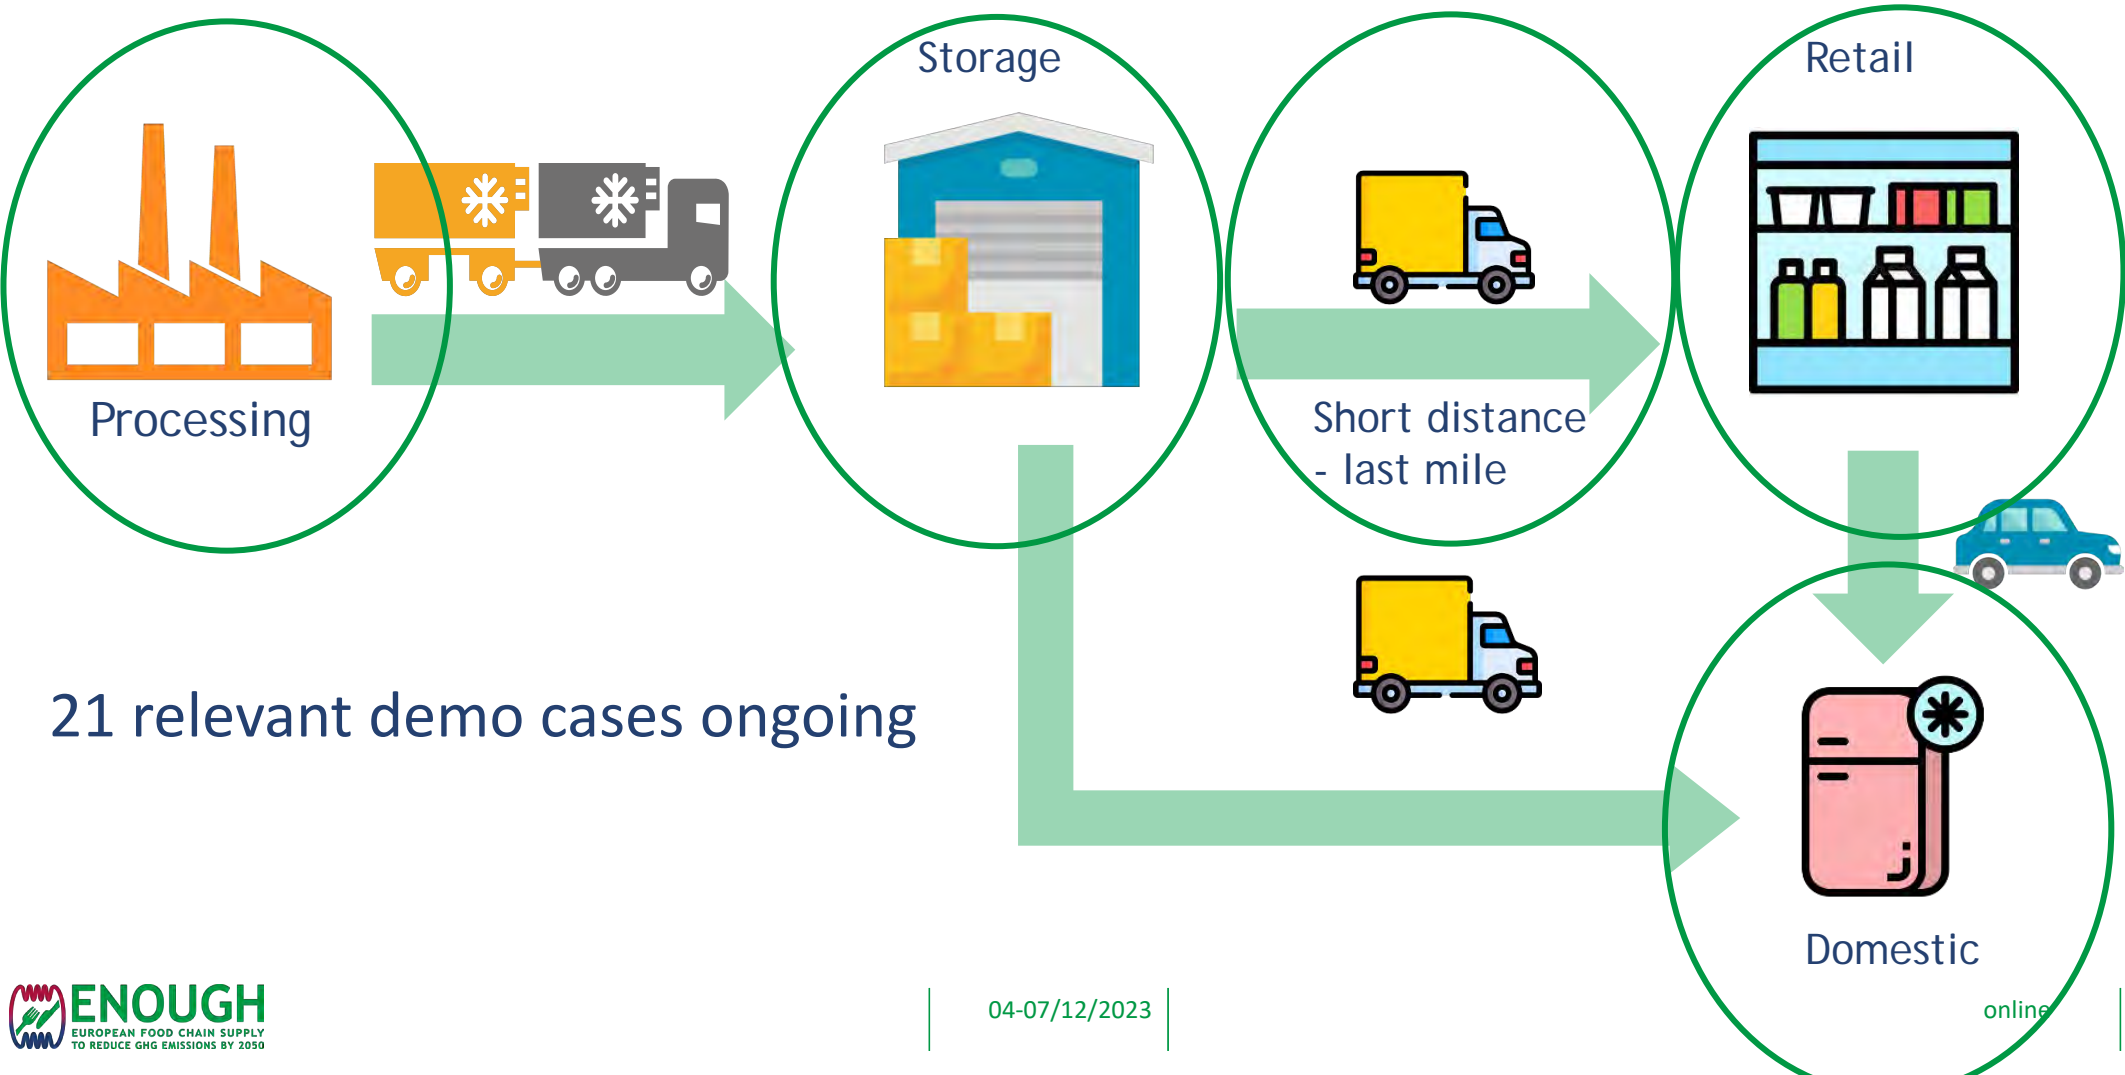 Storage
Retail
Processing
Short distance
- last mile
21 relevant demo cases ongoing
Domestic
ENOUGH
EUROPEAN FOOD CHAIN SUPPLY
TO REDUCE GHG EMISSIONS BY 2050
04-07/12/2023
online